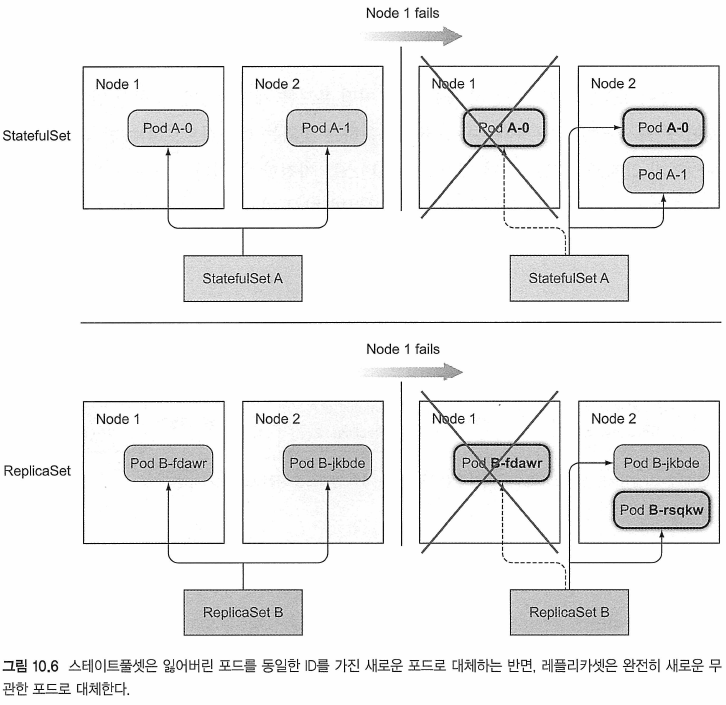 Node 1 fails
Node 1
Node 2
Node 1
Node 2
StatefulSet
Pod A-0
Pod A-1
Pod A-0
Pod A-0
Pod A-1
StatefulSet A
StatefulSet A
Node 1 fails
Node 1
Node 2
Node 1
Node 2
ReplicaSet
Pod B-fdawr
Pod B-jkbde
Pod B-fdawr
Pod B-jkbde
Pod B-rsqkw
ReplicaSet B
ReplicaSet B
그림 10.6 스테이트풀셋은 잃어버린 포드를 동일한 ID를 가진 새로운 포드로 대체하는 반면, 레플리카셋은 완전히 새로운 무
관한 포드로 대체한다.